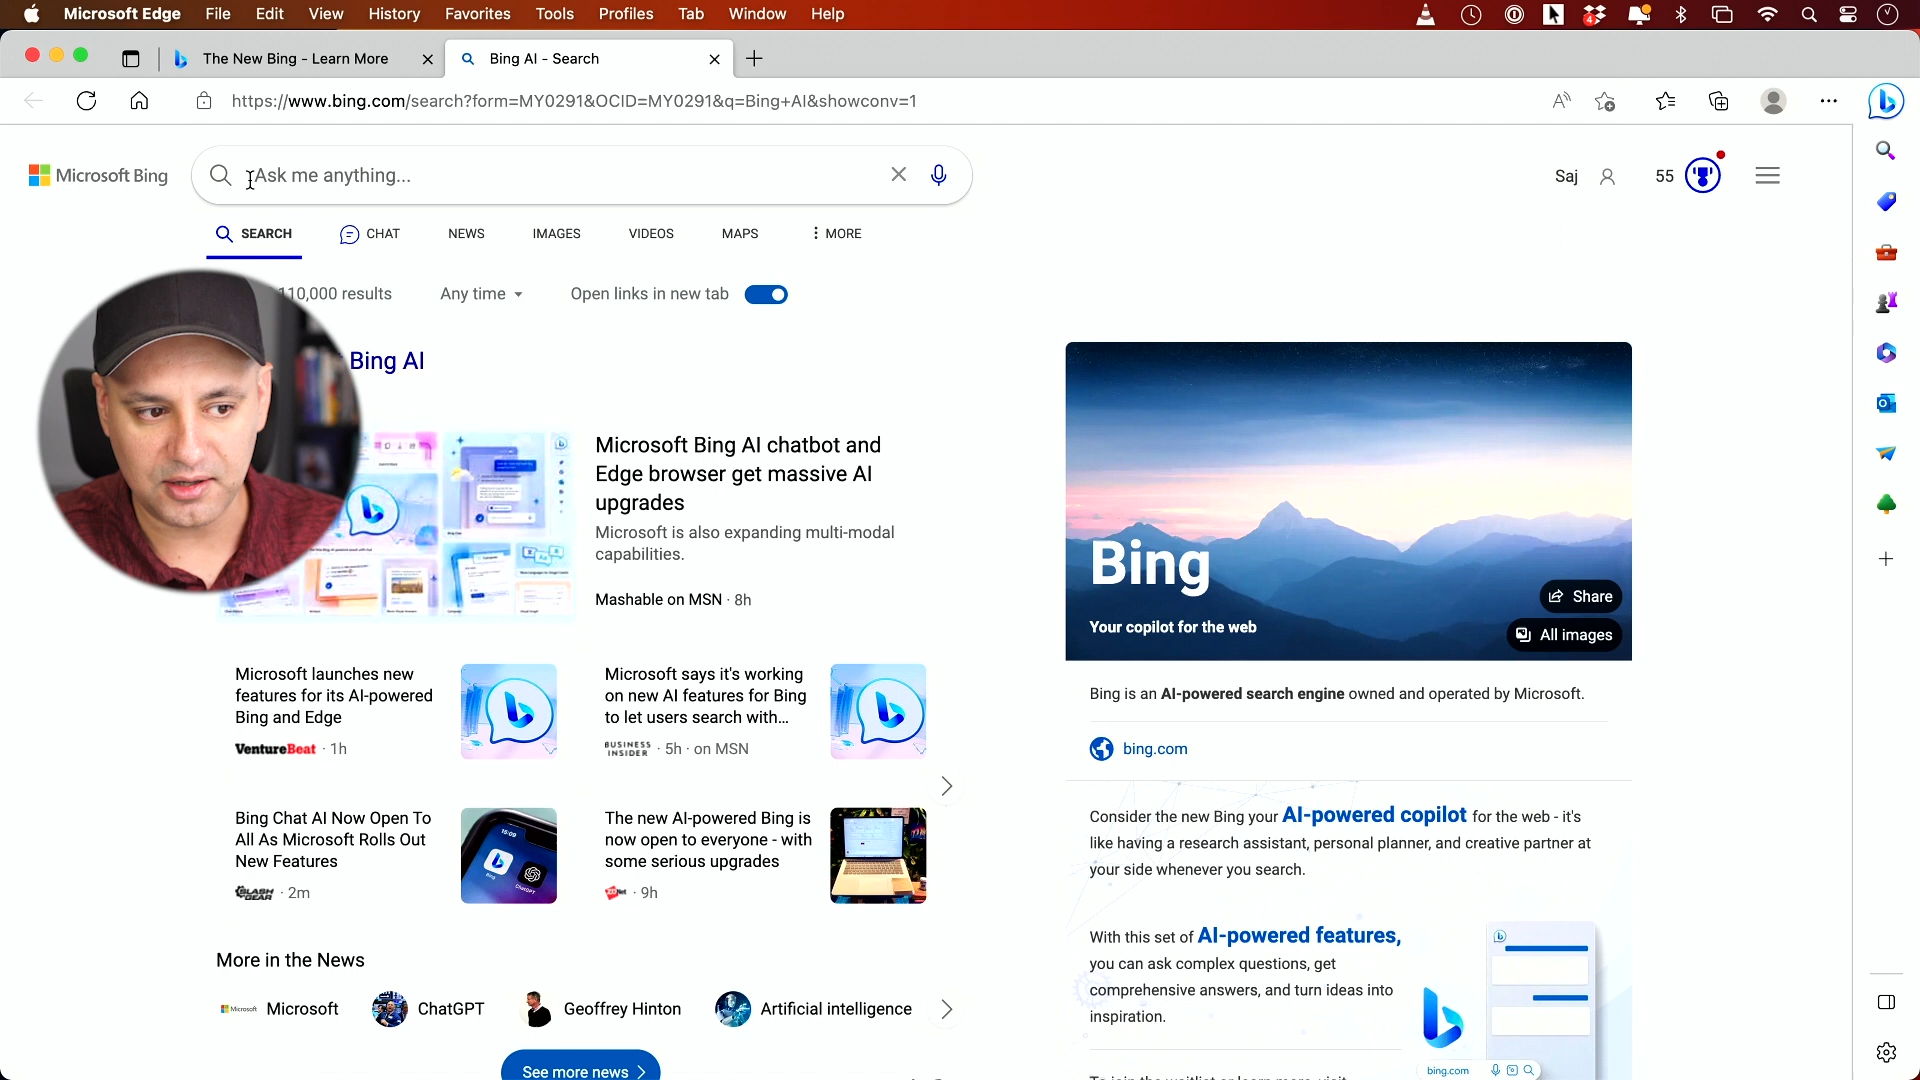 Microsoft Edge File Edit View History Favorites Tools Profiles Tab Window Help
4
The New Bing - Learn More
Bing AI - Search
https://www.bing.com/search?form=MY0291&OCID=MY0291&q=Bing+AI&showconv=1
Microsoft Bing
Ask me anything...
Saj
55
SEARCH
CHAT
NEWS
IMAGES
VIDEOS
MAPS
MORE
10,000 results
Any time
Open links in new tab
Bing AI
Microsoft Bing AI chatbot and
Edge browser get massive AI
upgrades
Microsoft is also expanding multi-modal
capabilities.
Mashable on MSN · 8h
Microsoft launches new
features for its AI-powered
Bing and Edge
VentureBeat · 1h
Microsoft says it's working
on new AI features for Bing
to let users search with...
BUSINESS
INSIDER · 5h · on MSN
Bing Chat AI Now Open To
All As Microsoft Rolls Out
New Features
SLASH
GEAR · 2m
15:09
Bing
ChatGPT
The new AI-powered Bing is
now open to everyone - with
some serious upgrades
· 9h
More in the News
Microsoft Microsoft
ChatGPT
Geoffrey Hinton
Artificial intelligence
See more news
Bing
Your copilot for the web
Share
All images
Bing is an AI-powered search engine owned and operated by Microsoft.
bing.com
Consider the new Bing your AI-powered copilot for the web - it's
like having a research assistant, personal planner, and creative partner at
your side whenever you search.
With this set of AI-powered features,
you can ask complex questions, get
comprehensive answers, and turn ideas into
inspiration.
bing.com